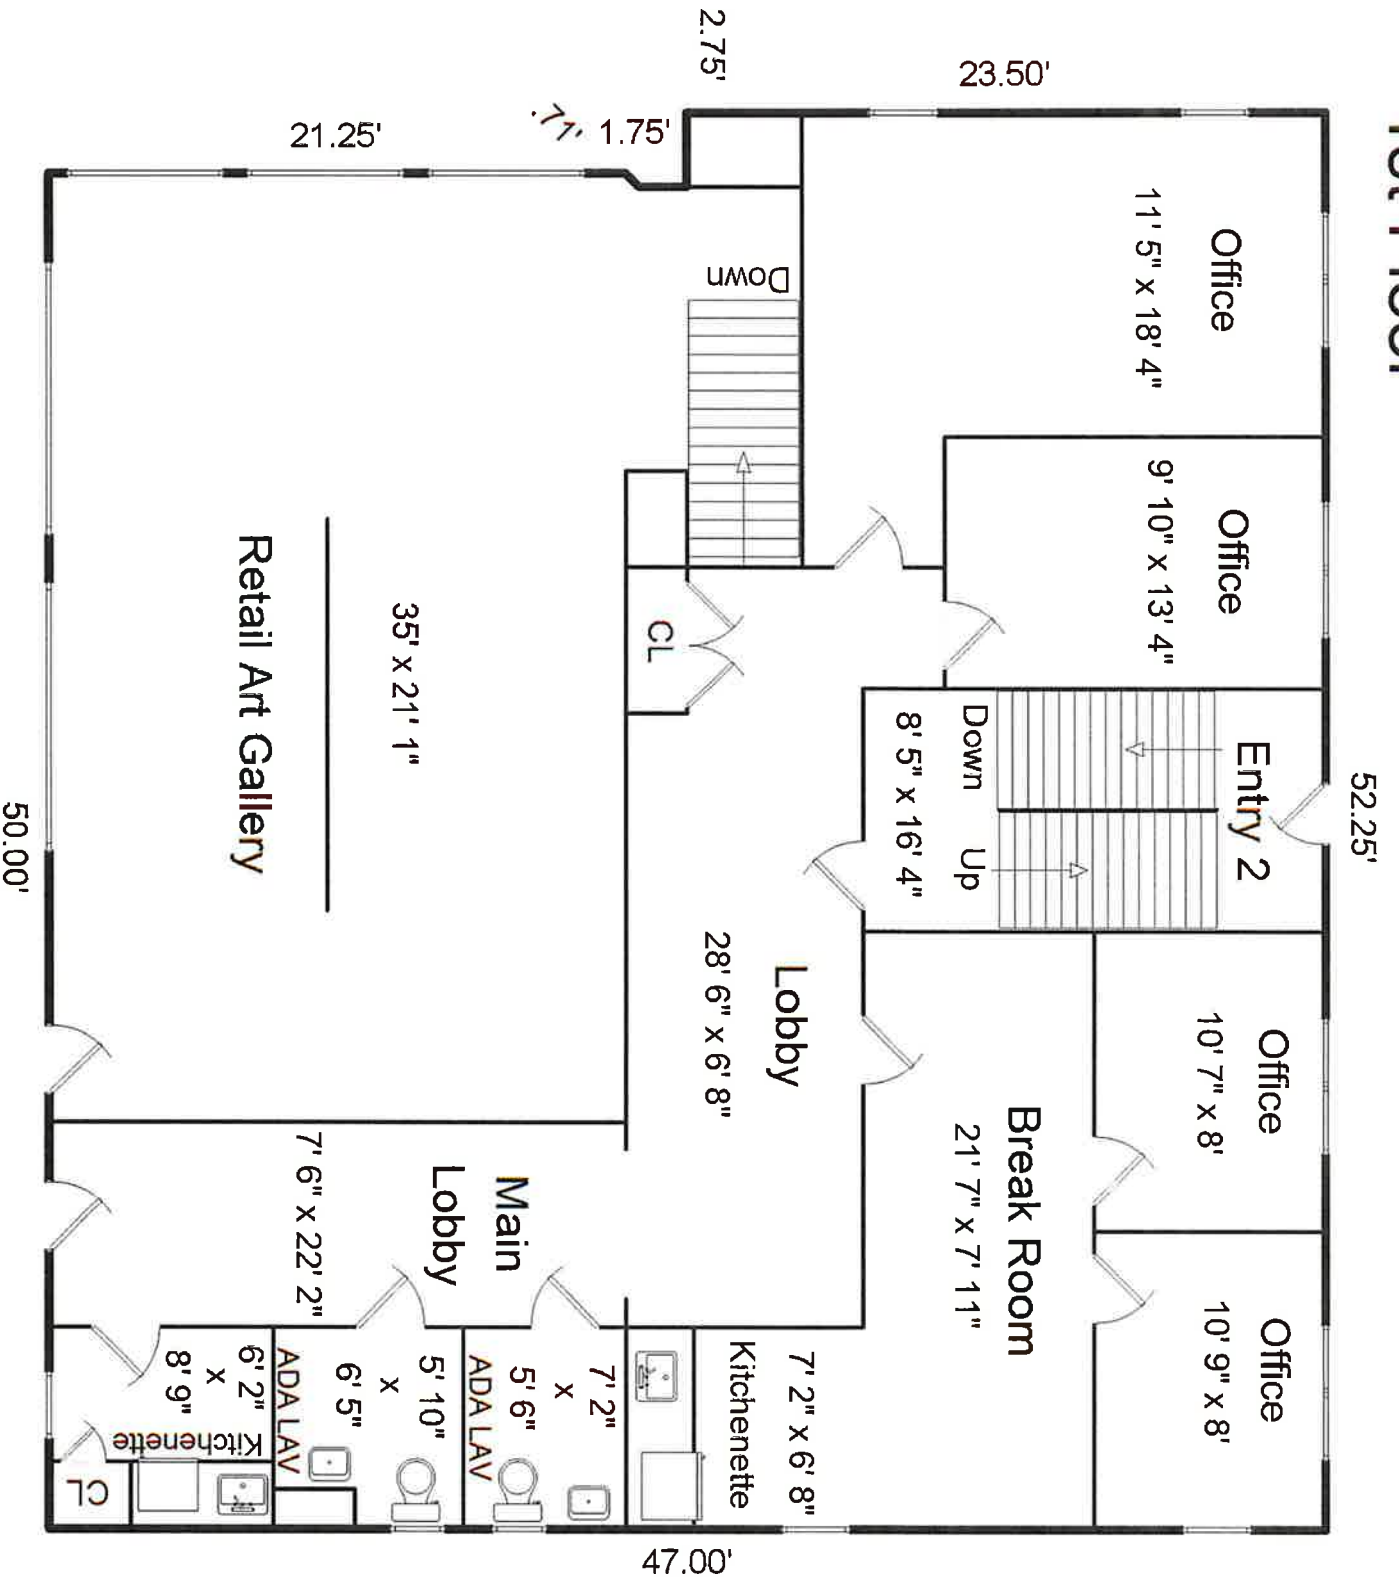 1st Floor
52.25'
23.50'
2.75'
1.75'
.71'
21.25'
50.00'
47.00'
Office
11' 5" x 18' 4"
Office
9' 10" x 13' 4"
Entry 2
Down
Up
8' 5" x 16' 4"
Office
10' 7" x 8'
Office
10' 9" x 8'
Break Room
21' 7" x 7' 11"
7' 2" x 6' 8"
Kitchenette
Down
CL
Lobby
28' 6" x 6' 8"
35' x 21' 1"
Retail Art Gallery
Main
Lobby
7' 6" x 22' 2"
7' 2"
x
5' 6"
ADA LAV
5' 10"
x
6' 5"
ADA LAV
6' 2"
x
8' 9"
Kitchenette
CL